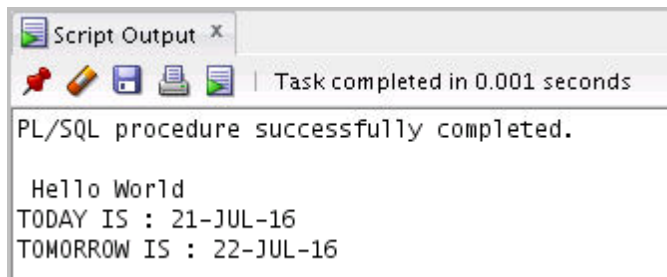 Script Output x
Task completed in 0.001 seconds
PL/SQL procedure successfully completed.
Hello World
TODAY IS : 21-JUL-16
TOMORROW IS : 22-JUL-16